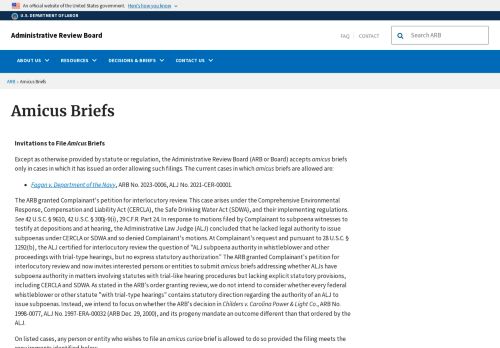 An official website of the United States government. Here's how you know
U.S. DEPARTMENT OF LABOR
Administrative Review Board
FAQ
CONTACT
Search ARB
ABOUT US
RESOURCES
DECISIONS & BRIEFS
CONTACT US
ARB » Amicus Briefs
Amicus Briefs
Invitations to File Amicus Briefs
Except as otherwise provided by statute or regulation, the Administrative Review Board (ARB or Board) accepts amicus briefs
only in cases in which it has issued an order allowing such filings. The current cases in which amicus briefs are allowed are:
Fagan v. Department of the Navy, ARB No. 2023-0006, ALJ No. 2021-CER-00001.
The ARB granted Complainant's petition for interlocutory review. This case arises under the Comprehensive Environmental
Response, Compensation and Liability Act (CERCLA), the Safe Drinking Water Act (SDWA), and their implementing regulations.
See 42 U.S.C. § 9610, 42 U.S.C. § 300j-9(i), 29 C.F.R. Part 24. In response to motions filed by Complainant to subpoena witnesses to
testify at depositions and at hearing, the Administrative Law Judge (ALJ) concluded that he lacked legal authority to issue
subpoenas under CERCLA or SDWA and so denied Complainant's motions. At Complainant's request and pursuant to 28 U.S.C. §
1292(b), the ALJ certified for interlocutory review the question of "ALJ subpoena authority in whistleblower and other
proceedings with trial-type hearings, but no express statutory authorization." The ARB granted Complainant's petition for
interlocutory review and now invites interested persons or entities to submit amicus briefs addressing whether ALJs have
subpoena authority in matters involving statutes with trial-like hearing procedures but lacking explicit statutory provisions,
including CERCLA and SDWA. As stated in the ARB's order granting review, we do not intend to consider whether every federal
whistleblower or other statute "with trial-type hearings" contains statutory direction regarding the authority of an ALJ to
issue subpoenas. Instead, we intend to focus on whether the ARB's decision in Childers v. Carolina Power & Light Co., ARB No.
1998-0077, ALJ No. 1997-ERA-00032 (ARB Dec. 29, 2000), and its progeny mandate an outcome different than that ordered by the
ALJ.
On listed cases, any person or entity who wishes to file an amicus curiae brief is allowed to do so provided the filing meets the